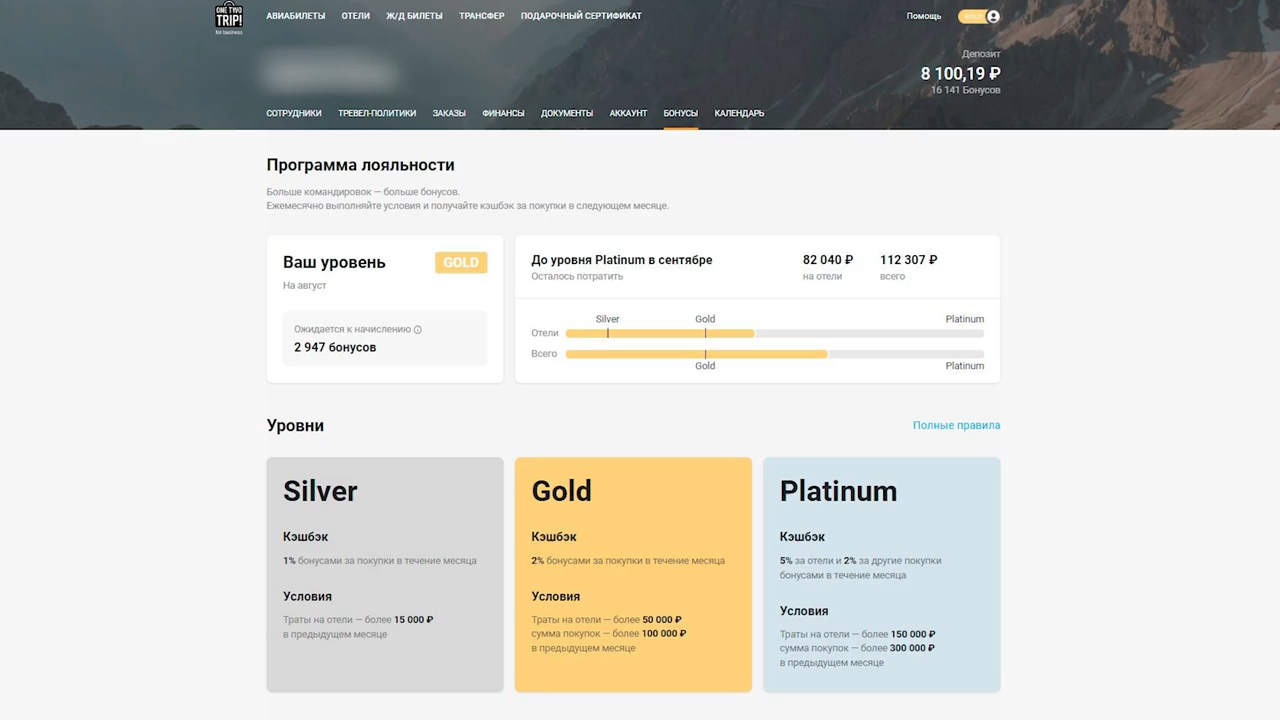 ONE TWO
TRIP!
for business
АВИАБИЛЕТЫ ОТЕЛИ Ж/Д БИЛЕТЫ ТРАНСФЕР ПОДАРОЧНЫЙ СЕРТИФИКАТ
Помощь
Депозит
8 100,19 ₽
16 141 Бонусов
СОТРУДНИКИ ТРЕВЕЛ-ПОЛИТИКИ ЗАКАЗЫ ФИНАНСЫ ДОКУМЕНТЫ АККАУНТ БОНУСЫ КАЛЕНДАРЬ
Программа лояльности
Больше командировок — больше бонусов.
Ежемесячно выполняйте условия и получайте кэшбэк за покупки в следующем месяце.
Ваш уровень GOLD
На август
Ожидается к начислению
2 947 бонусов
До уровня Platinum в сентябре 82 040 ₽ 112 307 ₽
Осталось потратить на отели всего
Silver Gold Platinum
Отели
Всего
Gold Platinum
Уровни Полные правила
Silver
Кэшбэк
1% бонусами за покупки в течение месяца
Условия
Траты на отели — более 15 000 ₽
в предыдущем месяце
Gold
Кэшбэк
2% бонусами за покупки в течение месяца
Условия
Траты на отели — более 50 000 ₽
сумма покупок — более 100 000 ₽
в предыдущем месяце
Platinum
Кэшбэк
5% за отели и 2% за другие покупки
бонусами в течение месяца
Условия
Траты на отели — более 150 000 ₽
сумма покупок — более 300 000 ₽
в предыдущем месяце